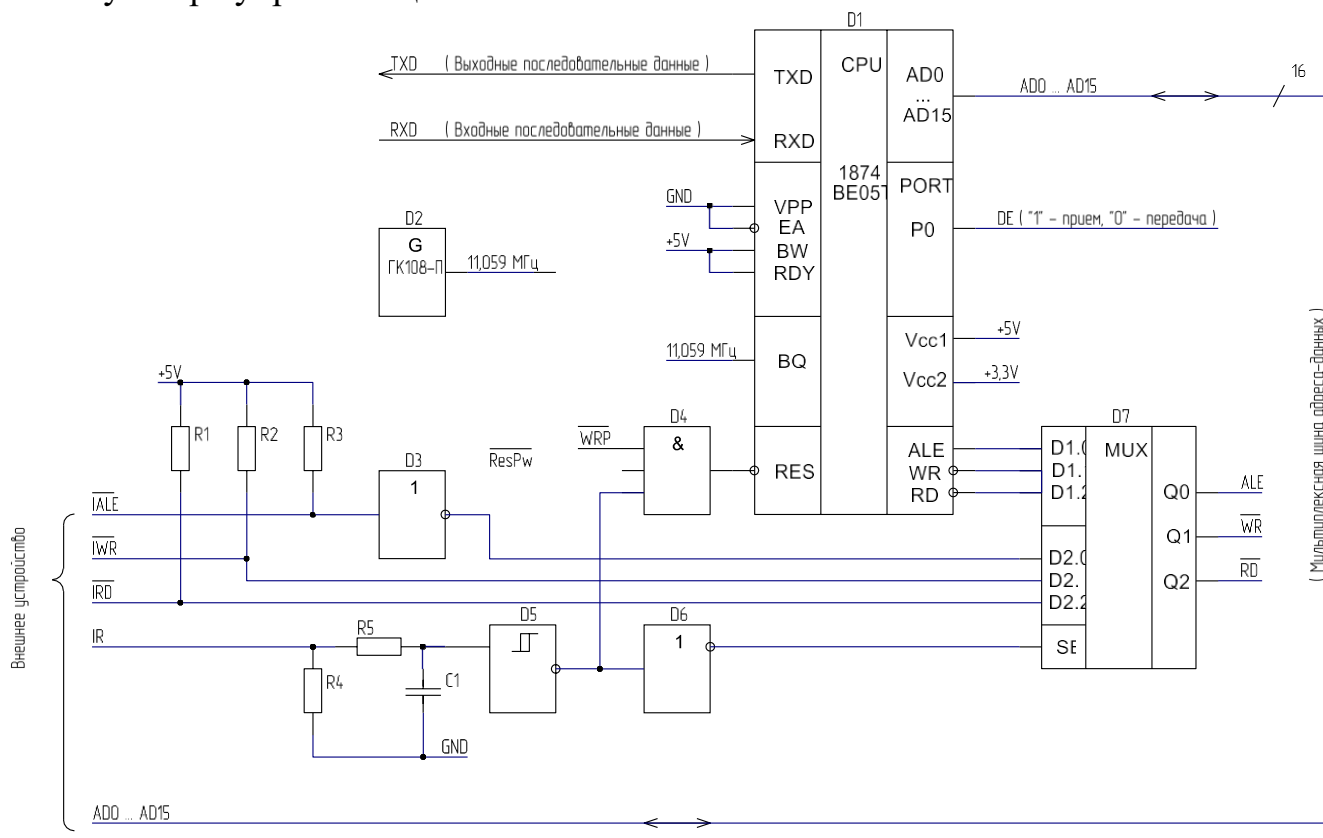 D1
TXD ( Выходные последовательные данные )
TXD
CPU
AD0
...
AD15
AD0 ... AD15
16
RXD ( Входные последовательные данные )
RXD
1874
ВЕ05Т
PORT
P0
DE ( "1" - прием, "0" - передача )
GND
VPP
EA
+5V
BW
RDY
D2
G
ГК108-П
11,059 МГц
11,059 МГц
BQ
Vcc1
+5V
Vcc2
+3,3V
( Мультиплексная шина адреса-данных )
+5V
R1
R2
R3
D3
1
ResPw
WRP
D4
&
RES
ALE
WR
RD
D7
D1.0
D1.
D1.2
MUX
D2.0
D2.
D2.2
SE
Q0
Q1
Q2
ALE
WR
RD
Внешнее устройство
IALE
IWR
IRD
IR
R5
R4
C1
GND
D5
D6
1
AD0 ... AD15